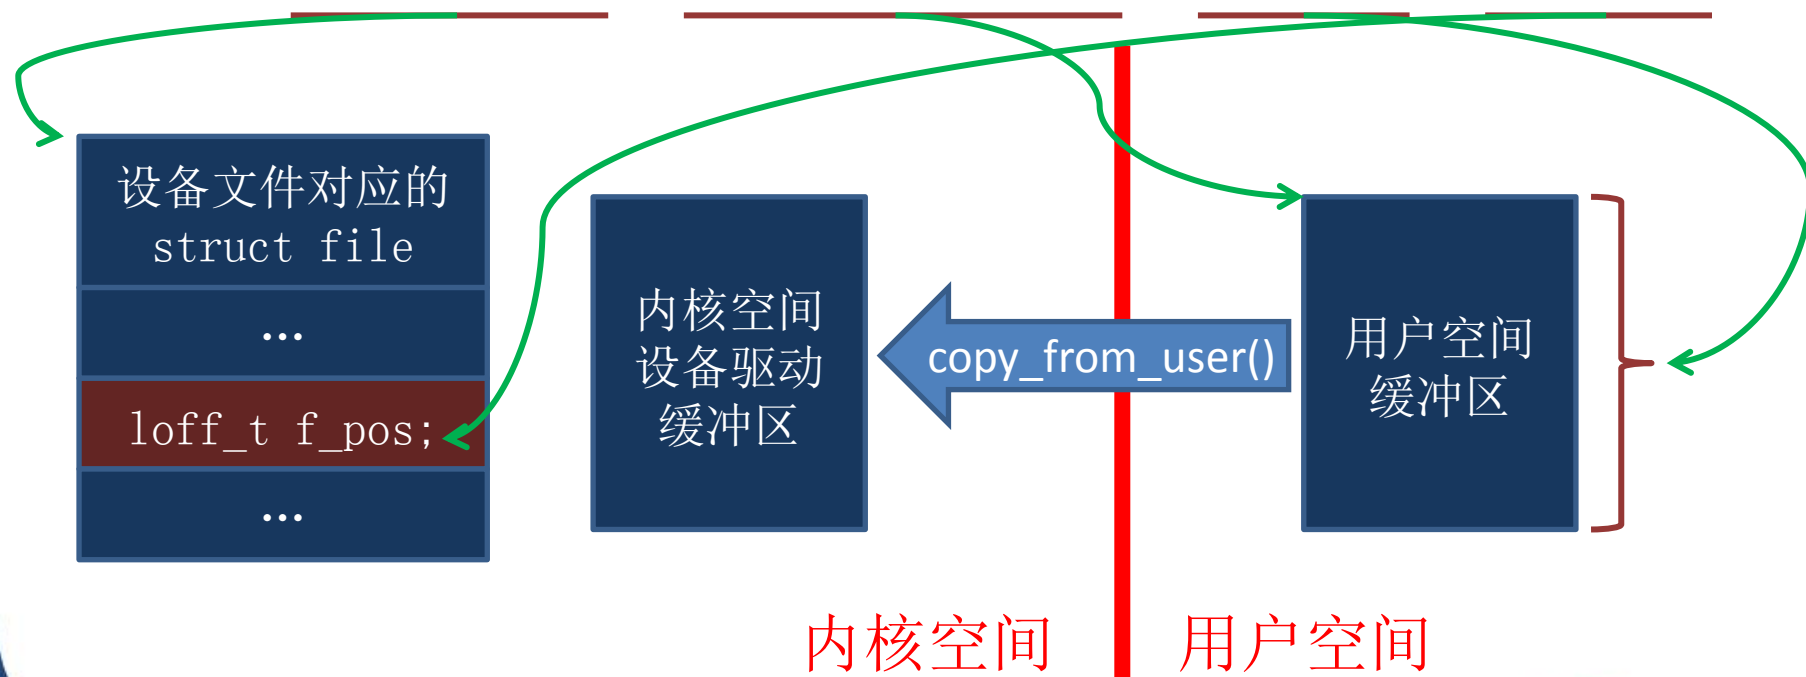 设备文件对应的
struct file
...
loff_t f_pos;
...
内核空间
设备驱动
缓冲区
copy_from_user()
用户空间
缓冲区
内核空间
用户空间